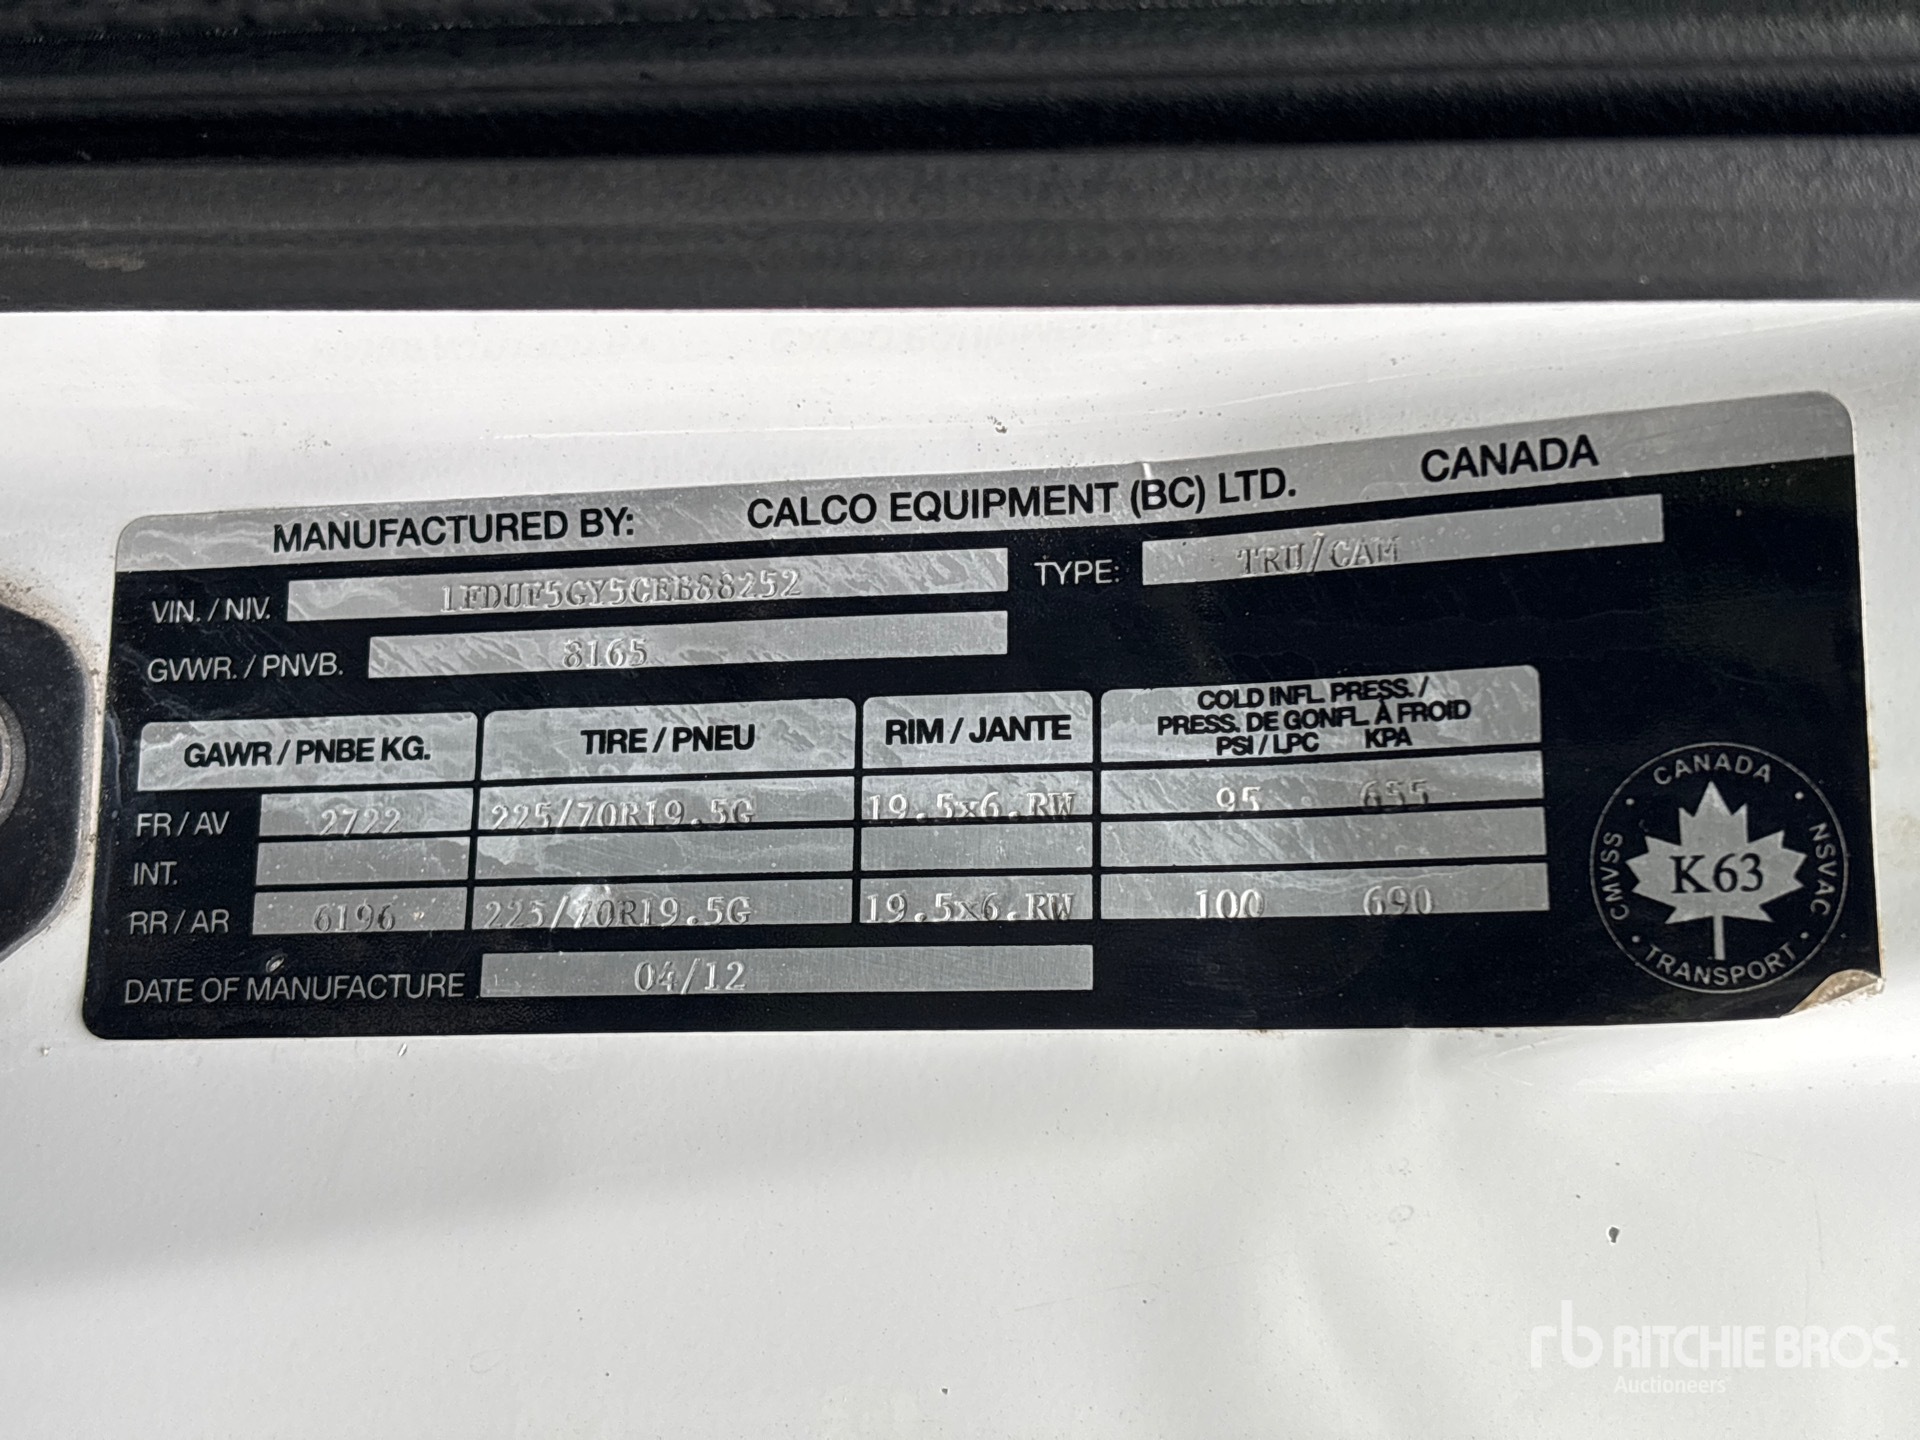 MANUFACTURED BY: CALCO EQUIPMENT (BC) LTD. CANADA
VIN. / NIV. 1FDUF5GY5CEB88252 TYPE: TRU/CAM
GVWR. / PNVB. 8165
GAWR / PNBE KG. TIRE / PNEU RIM / JANTE COLD INFL. PRESS. /
PRESS. DE GONFL. À FROID
PSI / LPC KPA
FR / AV 2722 225/70R19.5G 19.5x6.RW 95 655
INT.
RR / AR 6196 225/70R19.5G 19.5x6.RW 100 690
DATE OF MANUFACTURE 04/12
CANADA
CMVSS K63 NSVAC
TRANSPORT
rb RITCHIE BROS.
Auctioneers